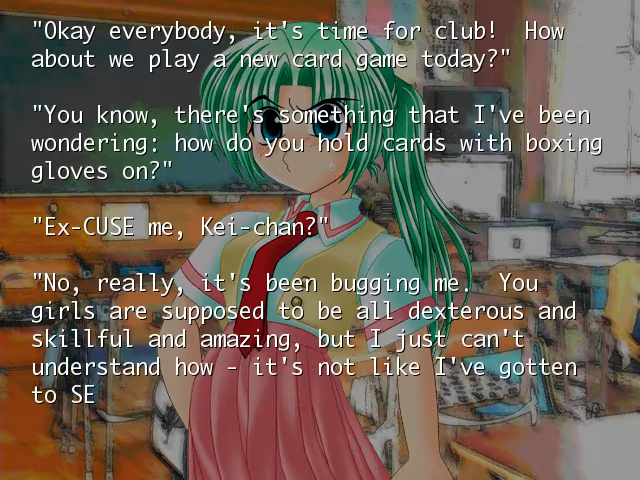 "Okay everybody, it's time for club!  How
about we play a new card game today?"
"You know, there's something that I've been
wondering: how do you hold cards with boxing
gloves on?"
"Ex-CUSE me, Kei-chan?"
"No, really, it's been bugging me.  You
girls are supposed to be all dexterous and
skillful and amazing, but I just can't
understand how - it's not like I've gotten
to SE